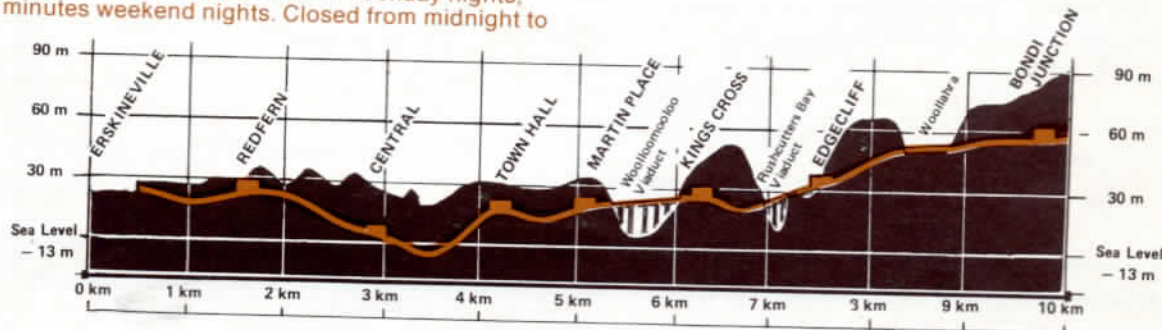 minutes weekend nights. Closed from midnight to
90 m
60 m
30 m
Sea Level
– 13 m
ERSKINEVILLE
REDFERN
CENTRAL
TOWN HALL
MARTIN PLACE
Woolloomooloo
Viaduct
KINGS CROSS
Rushcutters Bay
Viaduct
EDGECLIFF
Woollahra
BONDI
JUNCTION
90 m
60 m
30 m
Sea Level
– 13 m
0 km
1 km
2 km
3 km
4 km
5 km
6 km
7 km
3 km
9 km
10 km